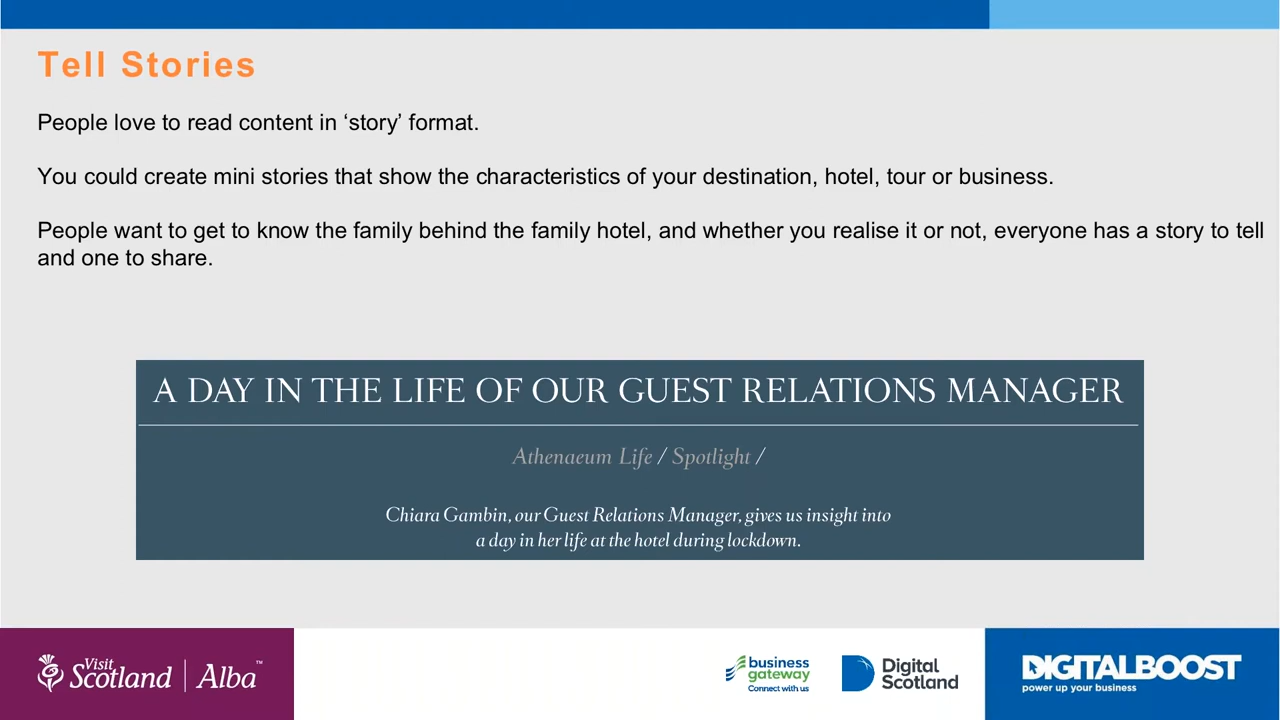 Tell Stories
People love to read content in ‘story’ format.
You could create mini stories that show the characteristics of your destination, hotel, tour or business.
People want to get to know the family behind the family hotel, and whether you realise it or not, everyone has a story to tell
and one to share.
A DAY IN THE LIFE OF OUR GUEST RELATIONS MANAGER
Athenaeum Life / Spotlight /
Chiara Gambin, our Guest Relations Manager, gives us insight into
a day in her life at the hotel during lockdown.
Visit
Scotland | Alba™
business
gateway
Connect with us
Digital
Scotland
DIGITALBOOST
power up your business